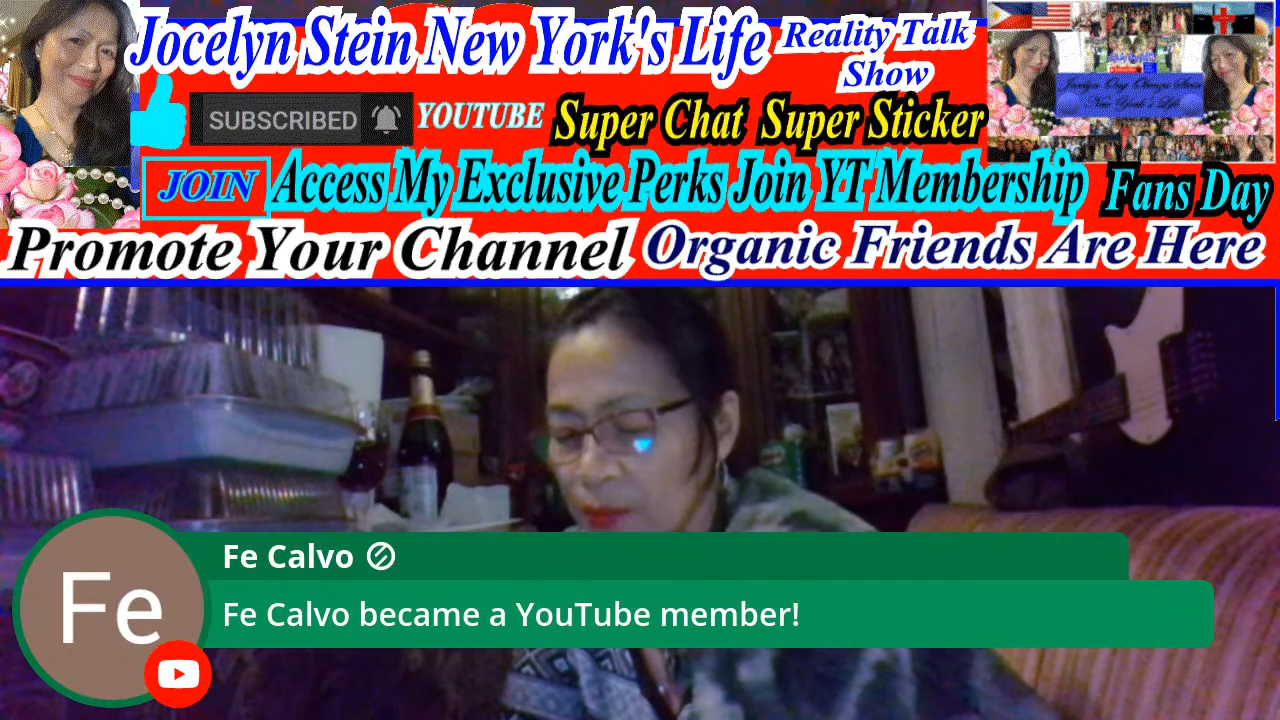 Jocelyn Stein New York's Life
Reality Talk
Show
SUBSCRIBED
YOUTUBE
Super Chat Super Sticker
JOIN
Access My Exclusive Perks Join YT Membership
Fans Day
Promote Your Channel
Organic Friends Are Here
Fe Calvo
Fe
Fe Calvo became a YouTube member!